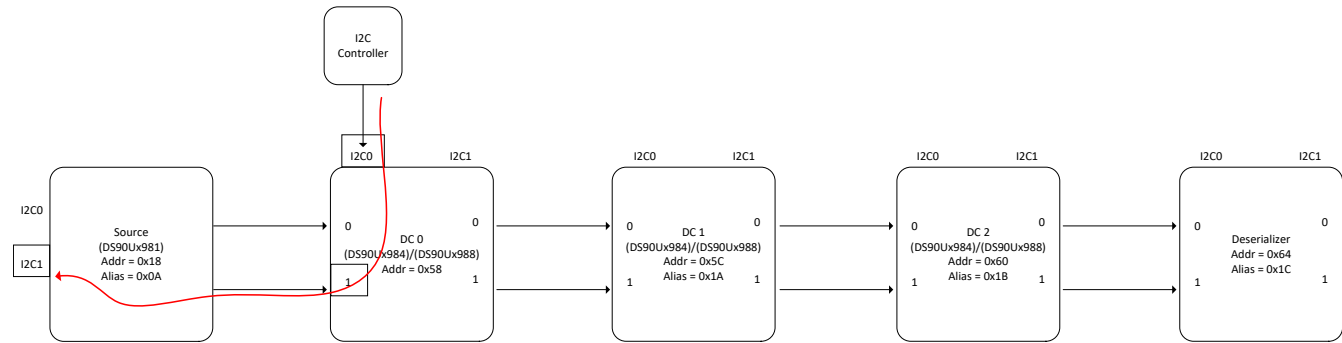 I2C
Controller
I2C0
I2C1
I2C0
I2C1
I2C0
I2C1
I2C0
I2C1
I2C0
I2C1
Source
(DS90Ux981)
Addr = 0x18
Alias = 0x0A
0
1
DC 0
(DS90Ux984)/(DS90Ux988)
Addr = 0x58
0
1
0
1
DC 1
(DS90Ux984)/(DS90Ux988)
Addr = 0x5C
Alias = 0x1A
0
1
0
1
DC 2
(DS90Ux984)/(DS90Ux988)
Addr = 0x60
Alias = 0x1B
0
1
0
1
Deserializer
Addr = 0x64
Alias = 0x1C
0
1